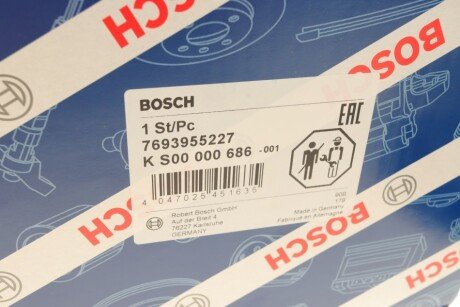 BOSCH
BOSCH
BOSCH
BOSCH
EAC
1 St/Pc
7693955227
K S00 000 686 -001
4 047025 451635
Robert Bosch GmbH
Auf der Breit 4
76227 Karlsruhe
GERMANY
Made in Germany
Fabriqué en Allemagne
BOSCH
BOSCH